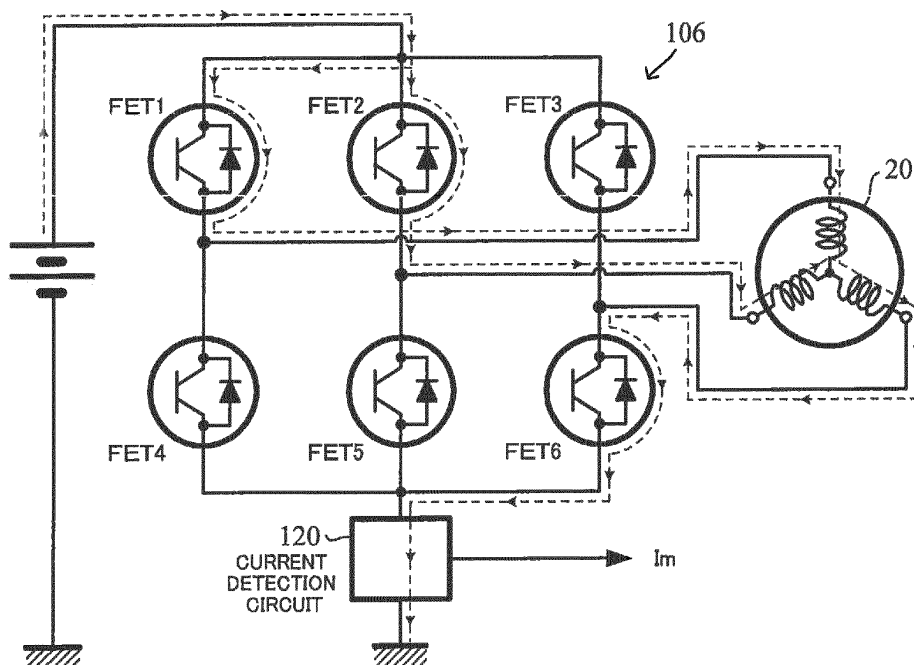 106
FET1
FET2
FET3
20
FET4
FET5
FET6
120
CURRENT
DETECTION
CIRCUIT
Im